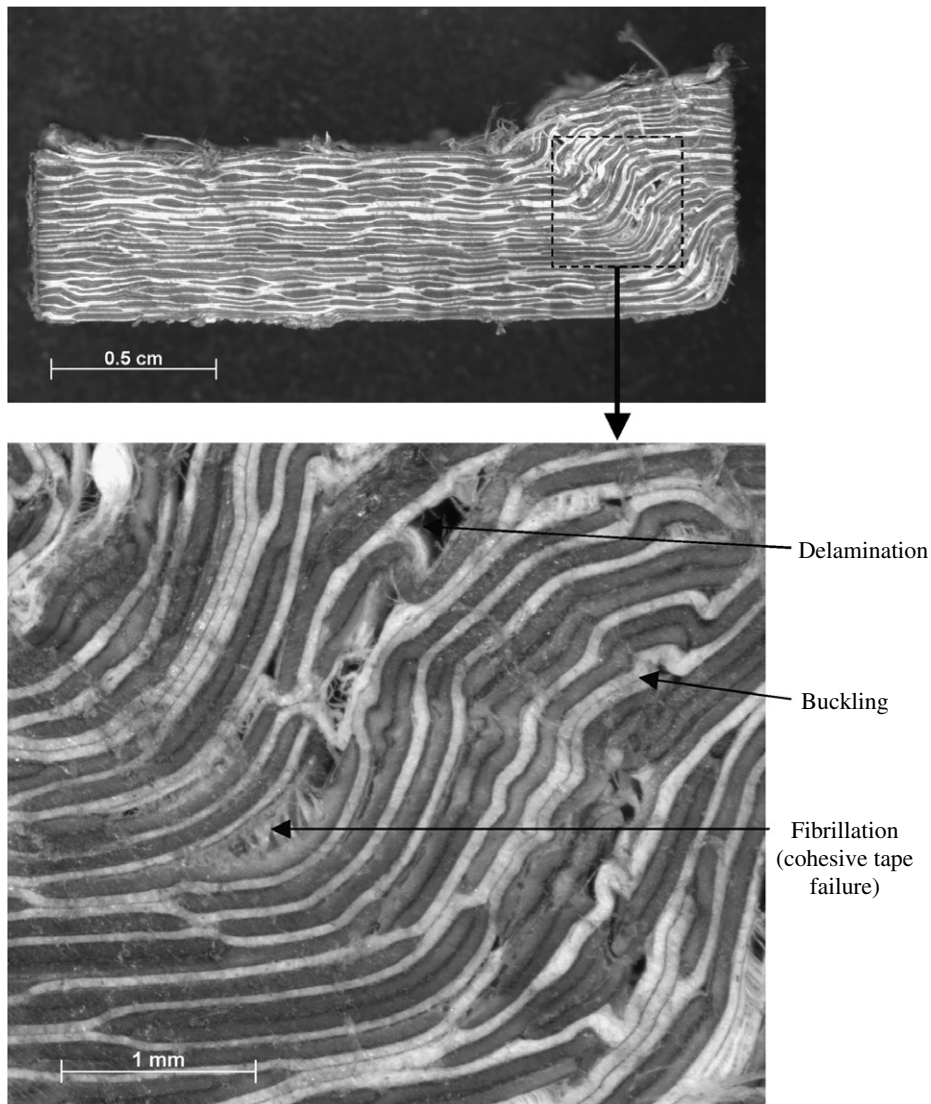 0.5 cm
Delamination
Buckling
Fibrillation
(cohesive tape
failure)
1 mm